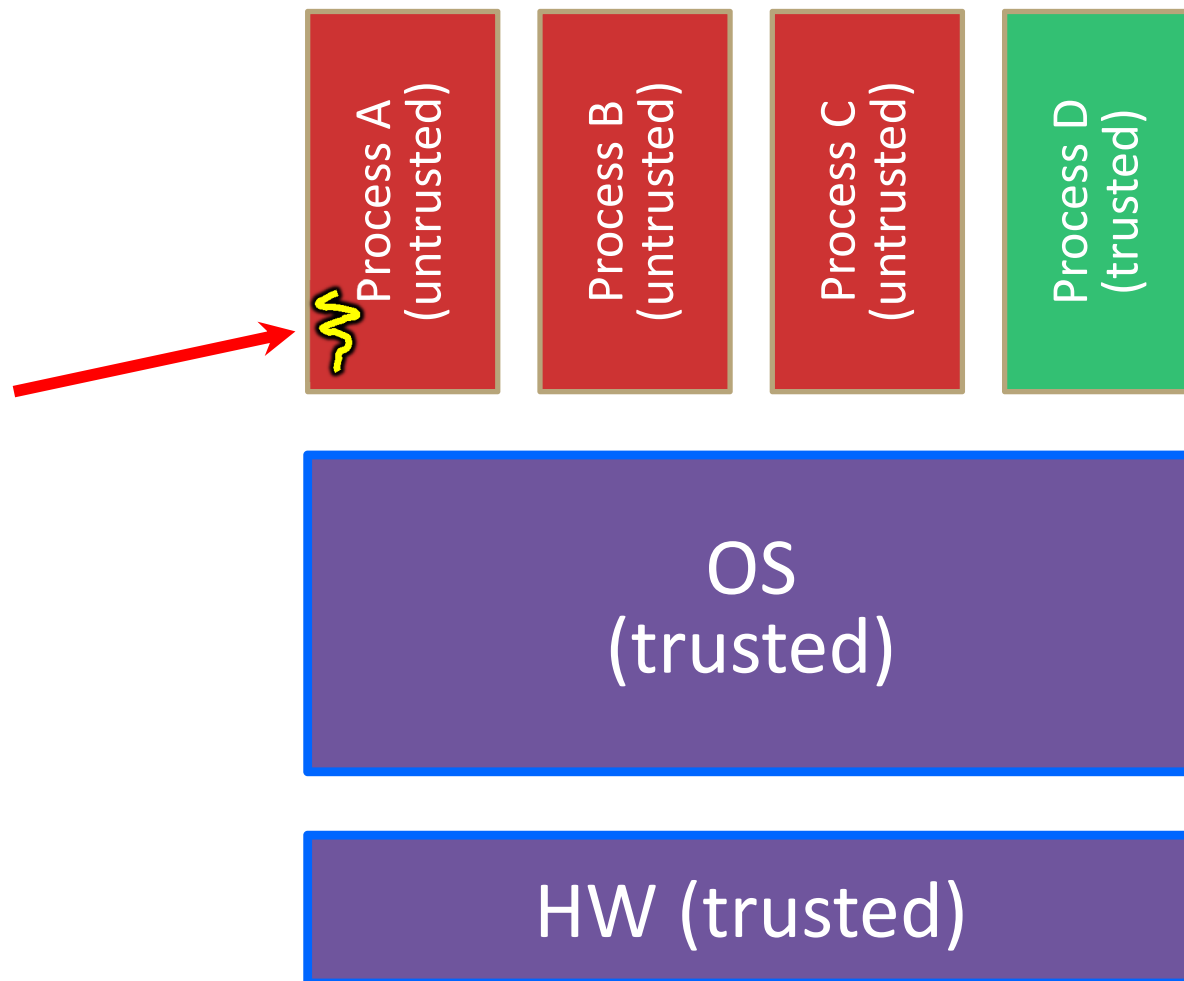 Process A
(untrusted)
Process B
(untrusted)
Process C
(untrusted)
Process D
(trusted)
OS
(trusted)
HW (trusted)